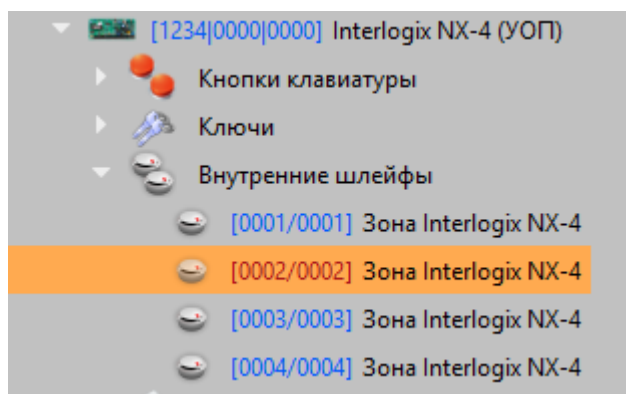 [1234|0000|0000] Interlogix NX-4 (УОП)
Кнопки клавиатуры
Ключи
Внутренние шлейфы
[0001/0001] Зона Interlogix NX-4
[0002/0002] Зона Interlogix NX-4
[0003/0003] Зона Interlogix NX-4
[0004/0004] Зона Interlogix NX-4